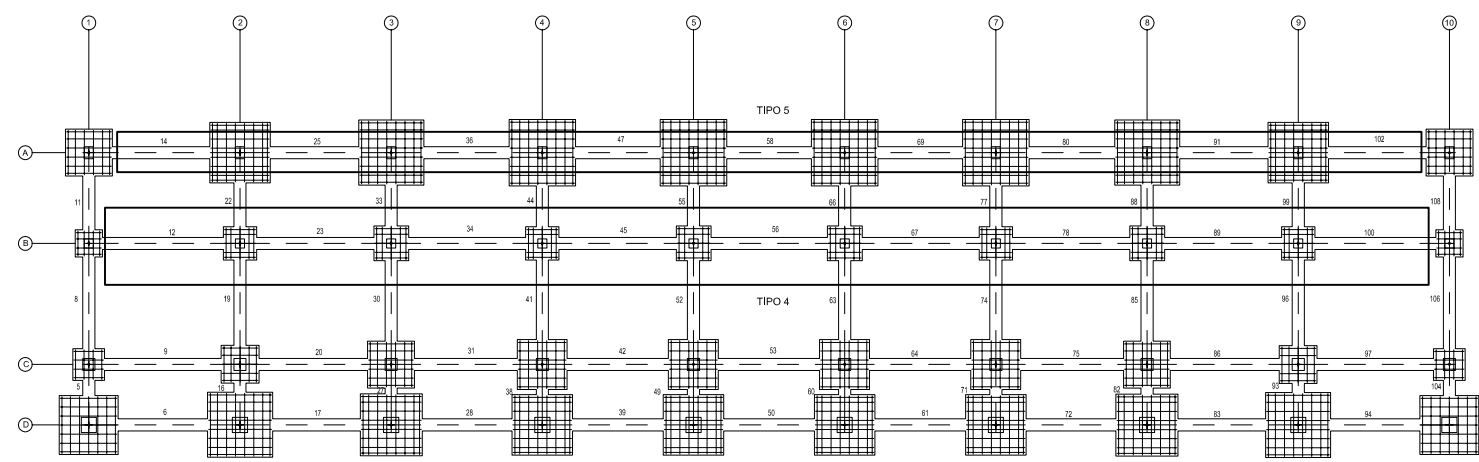 1 2 3 4 5 6 7 8 9 10
TIPO 5
A 14 25 36 47 58 69 80 91 102
11 22 33 44 55 66 77 88 99 108
B 12 23 34 45 56 67 78 89 100
8 19 30 41 52 63 74 85 96 106
TIPO 4
C 9 20 31 42 53 64 75 86 97
5 16 27 38 49 60 71 82 93 104
D 6 17 28 39 50 61 72 83 94